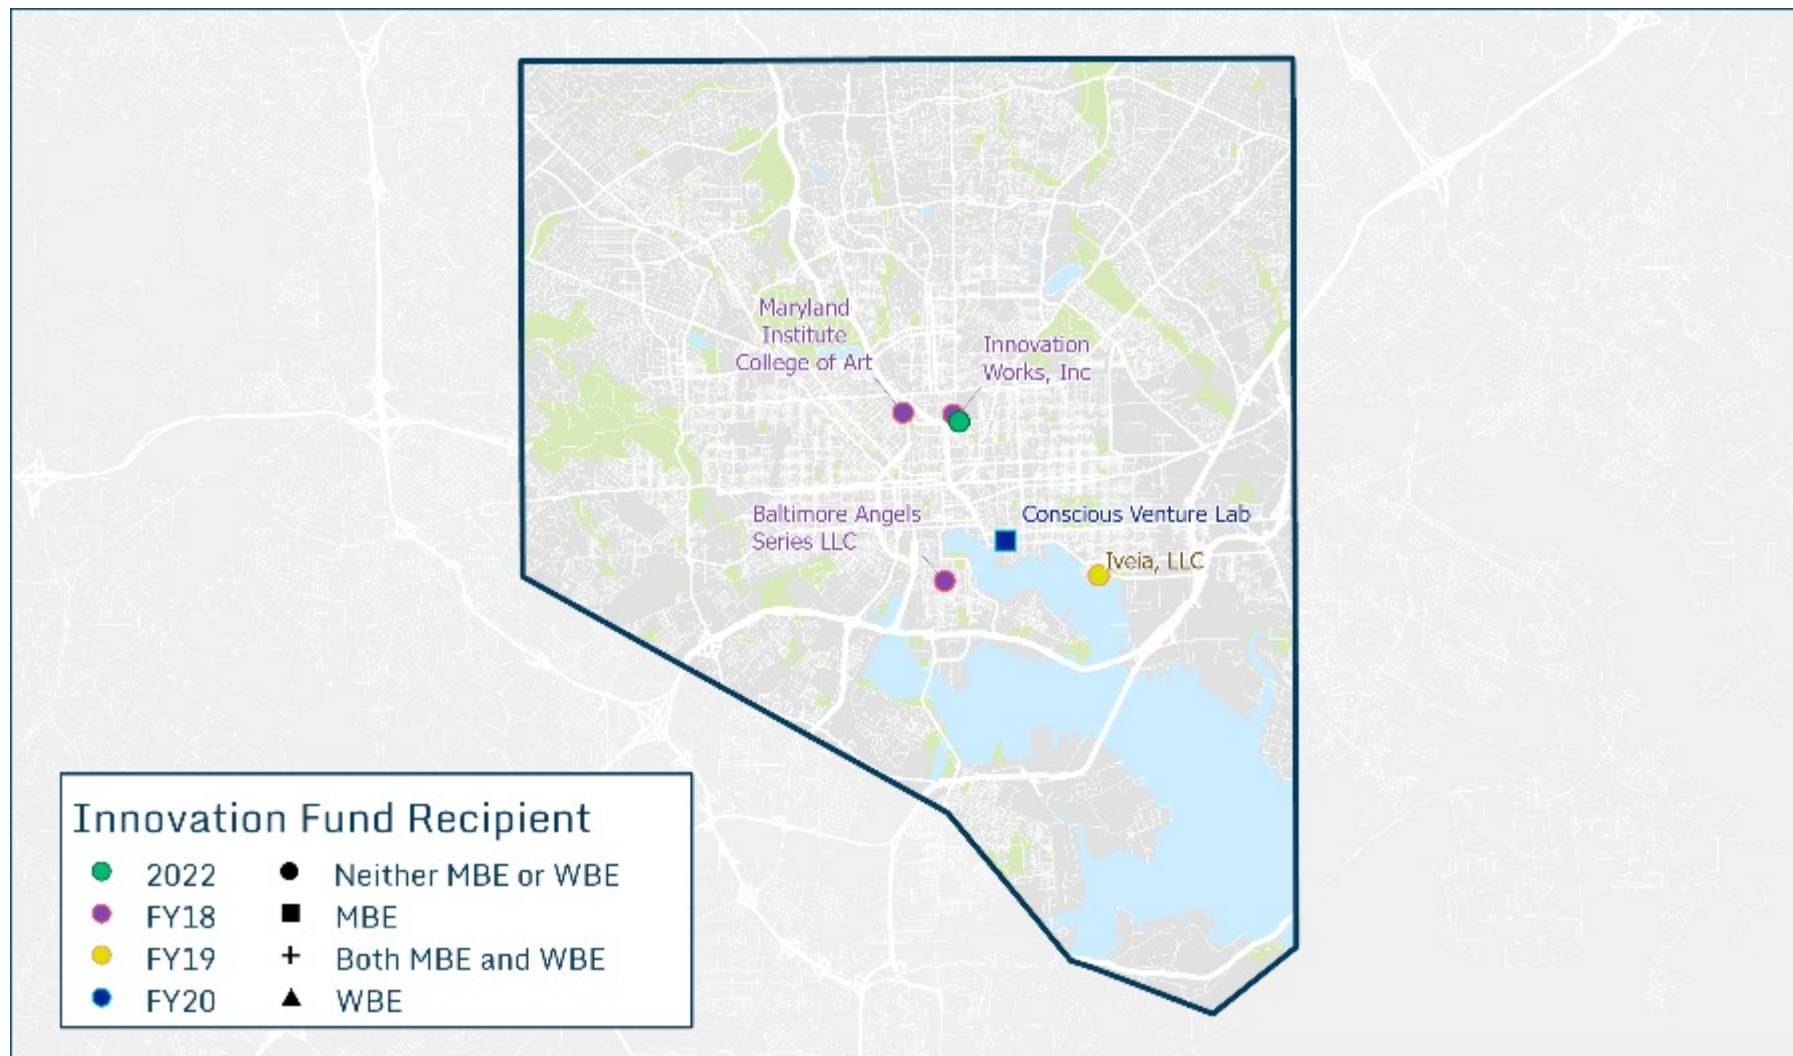 Maryland
Institute
College of Art
Innovation
Works, Inc
Baltimore Angels
Series LLC
Conscious Venture Lab
Iveia, LLC
Innovation Fund Recipient
2022
Neither MBE or WBE
FY18
MBE
FY19
Both MBE and WBE
FY20
WBE